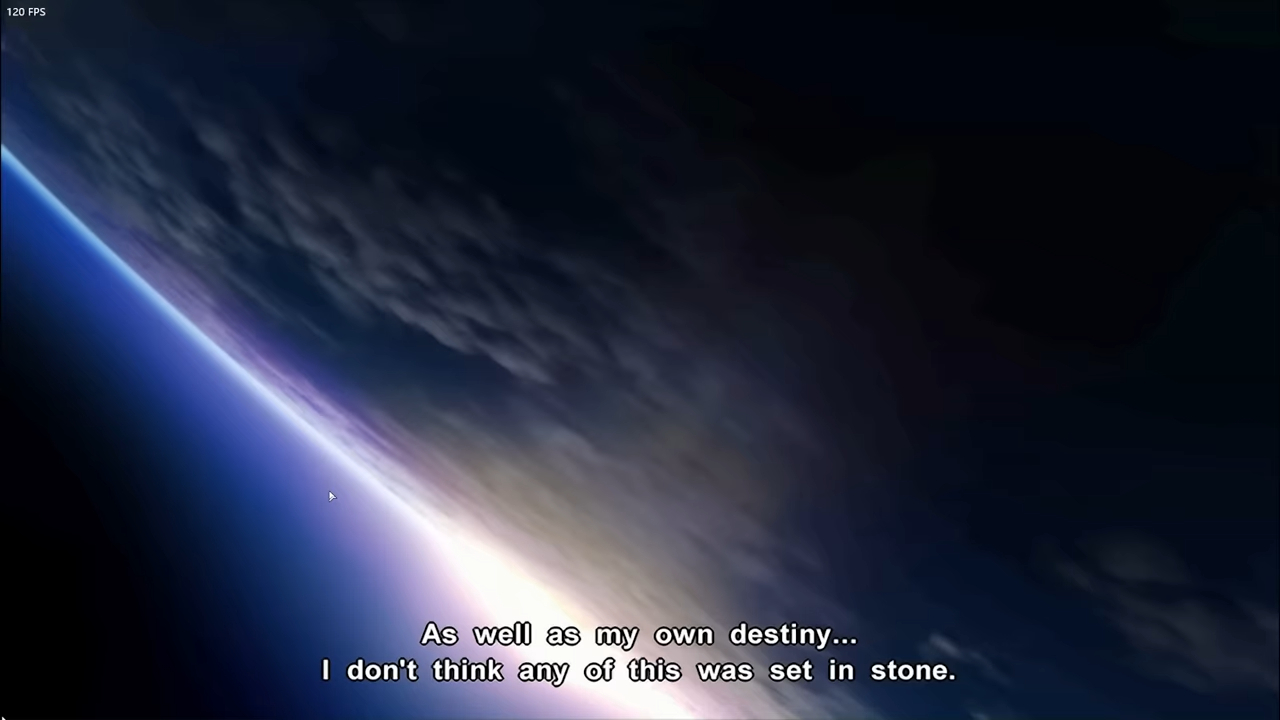 120 FPS
As well as my own destiny...
I don't think any of this was set in stone.